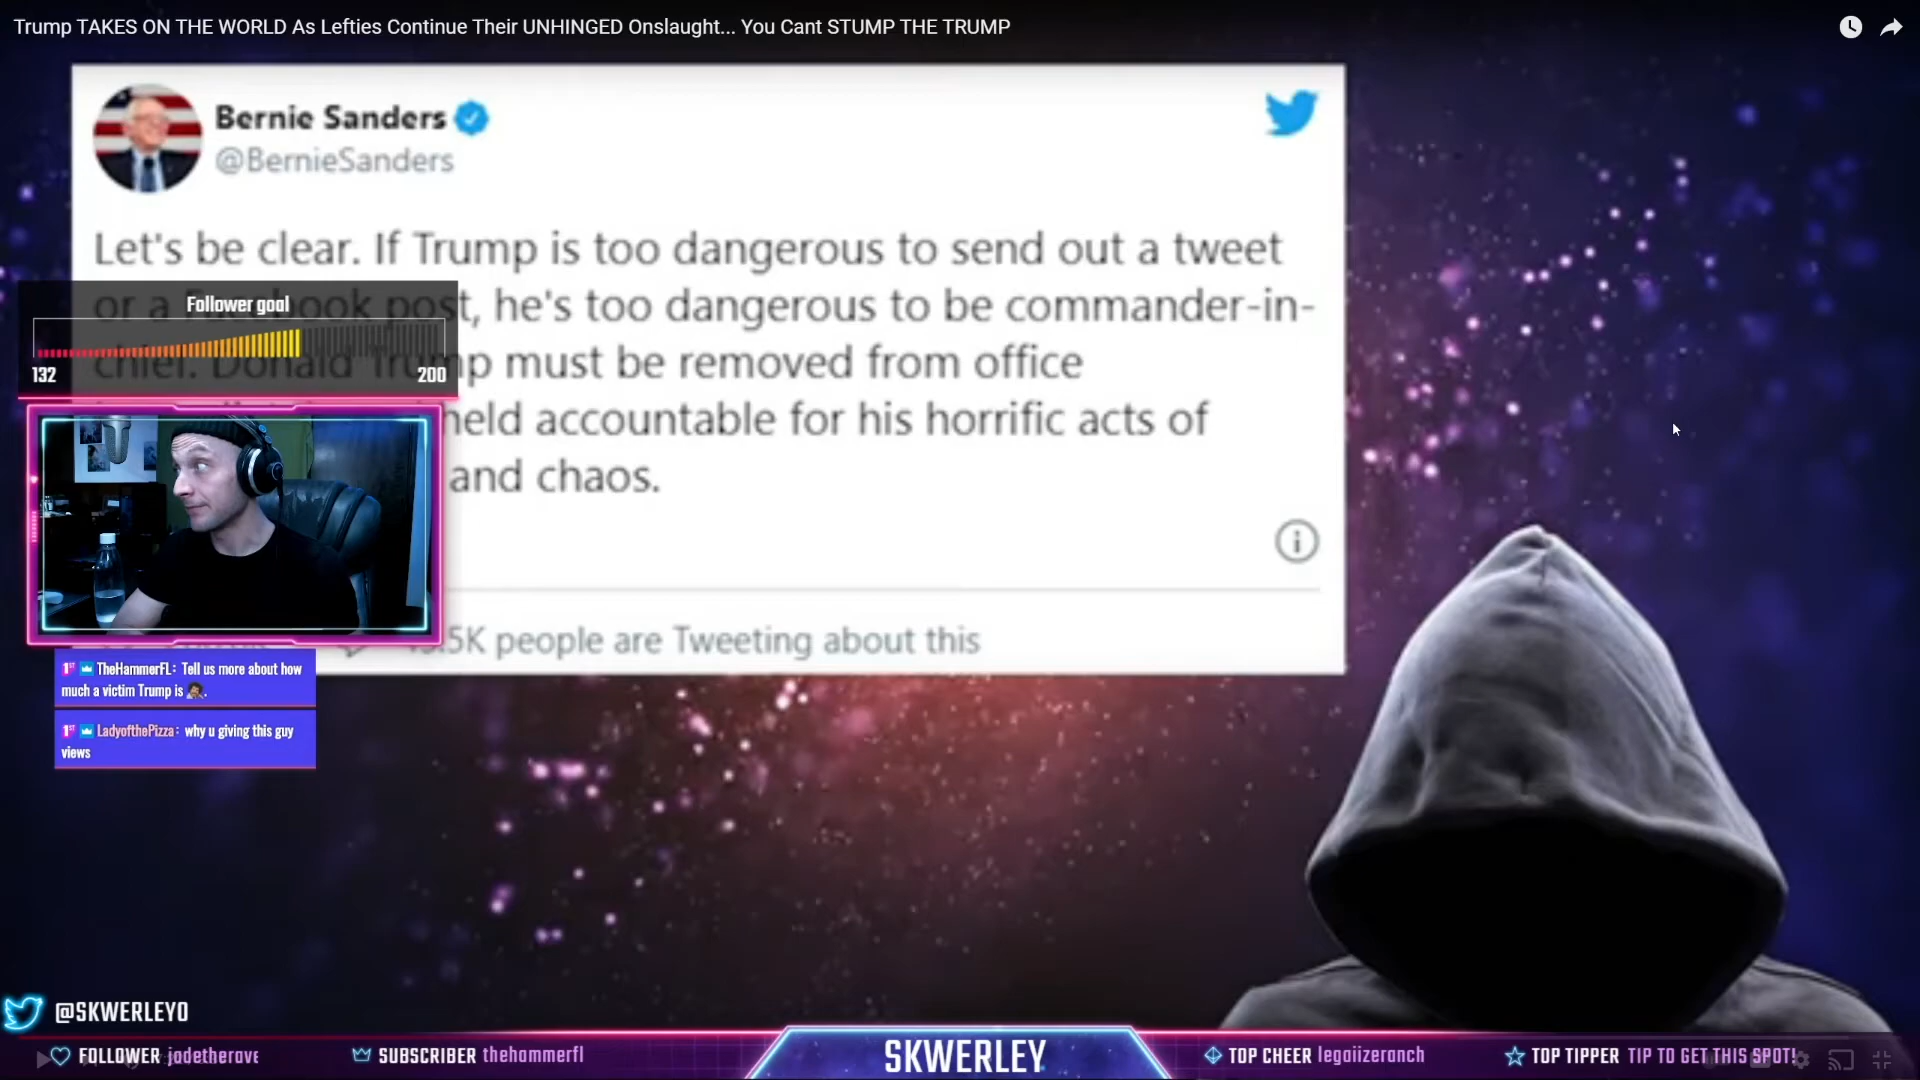 Trump TAKES ON THE WORLD As Lefties Continue Their UNHINGED Onslaught... You Cant STUMP THE TRUMP
Bernie Sanders
@BernieSanders
Let's be clear. If Trump is too dangerous to send out a tweet
or a Facebook post, he's too dangerous to be commander-in-
chief. Donald Trump must be removed from office
held accountable for his horrific acts of
and chaos.
5K people are Tweeting about this
Follower goal
132
200
1ST TheHammerFL: Tell us more about how
much a victim Trump is .
1ST LadyofthePizza: why u giving this guy
views
@SKWERLEYO
FOLLOWER jadetherave
SUBSCRIBER thehammerfl
SKWERLEY
TOP CHEER legaiizeranch
TOP TIPPER TIP TO GET THIS SPOT!